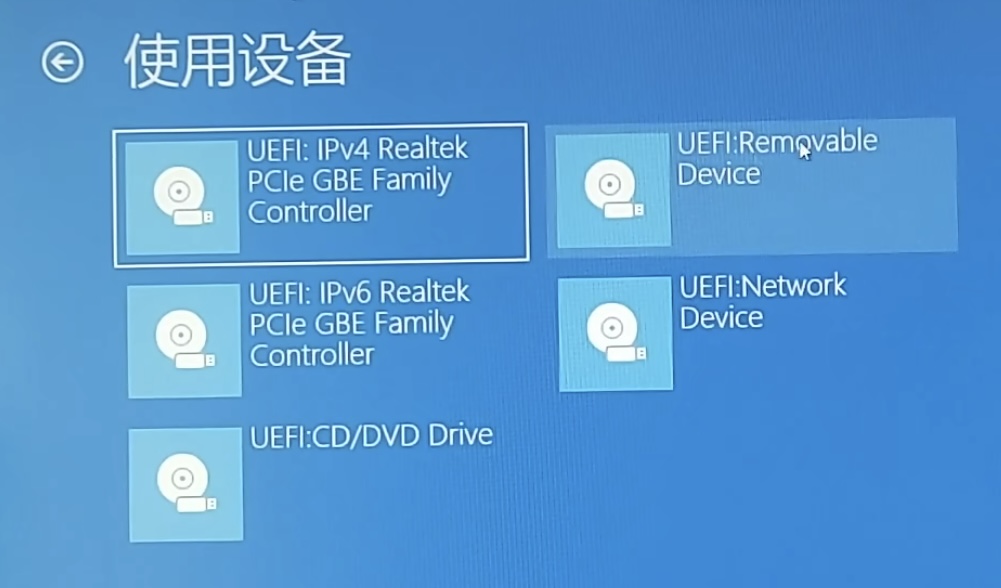 使用设备
UEFI: IPv4 Realtek
PCIe GBE Family
Controller
UEFI:Removable
Device
UEFI: IPv6 Realtek
PCIe GBE Family
Controller
UEFI:Network
Device
UEFI:CD/DVD Drive